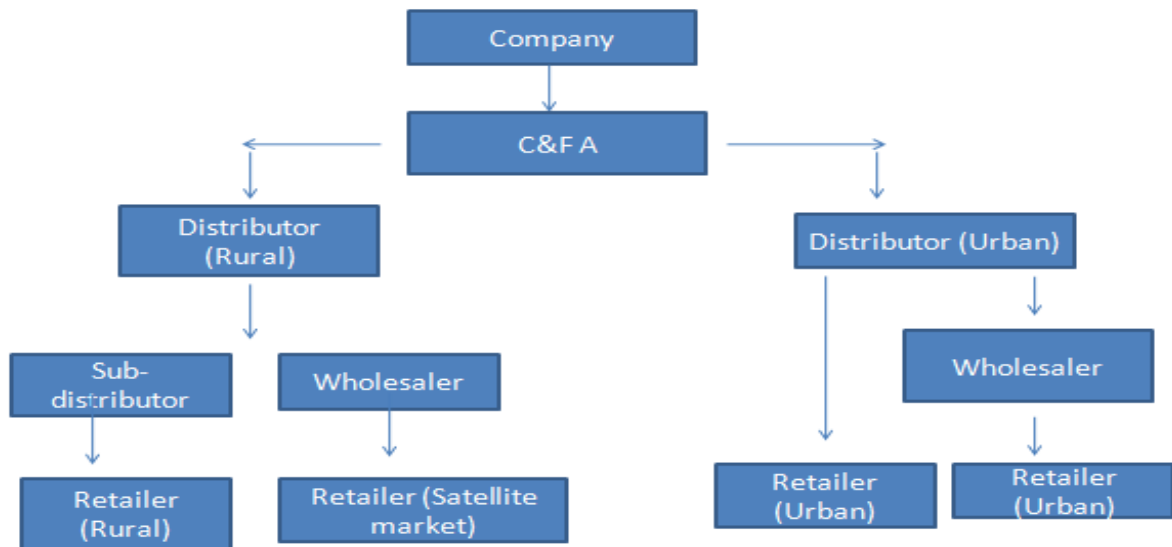 Company
C&F A
Distributor
(Rural)
Distributor (Urban)
Sub-
distributor
Wholesaler
Wholesaler
Retailer
(Rural)
Retailer (Satellite
market)
Retailer
(Urban)
Retailer
(Urban)